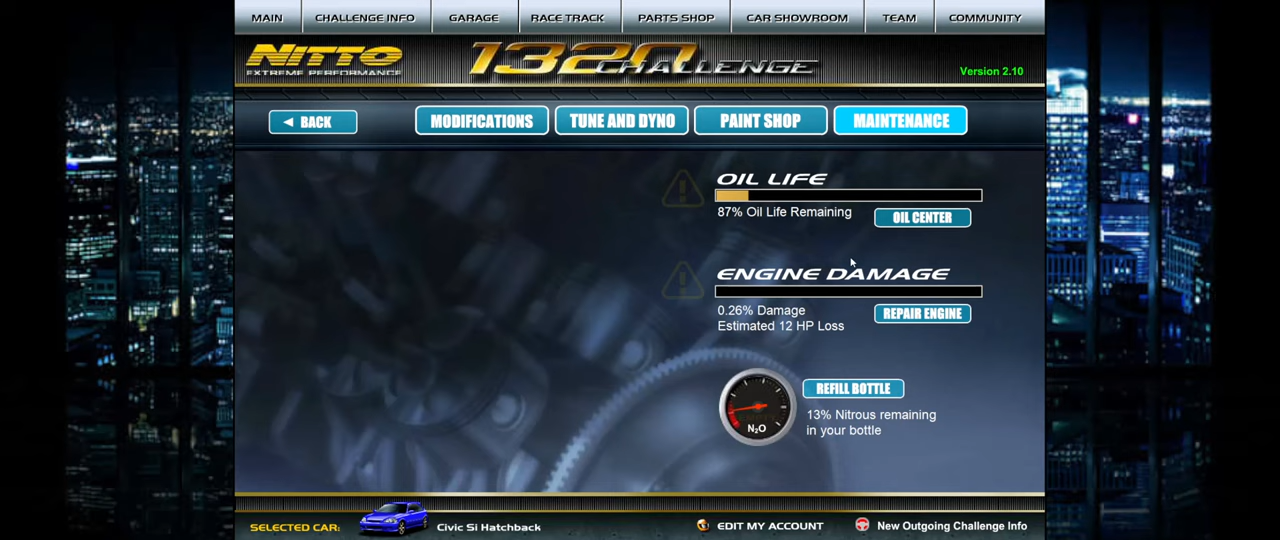 MAIN
CHALLENGE INFO
GARAGE
RACE TRACK
PARTS SHOP
CAR SHOWROOM
TEAM
COMMUNITY
NITTO
EXTREME PERFORMANCE
1320
CHALLENGE
Version 2.10
BACK
MODIFICATIONS
TUNE AND DYNO
PAINT SHOP
MAINTENANCE
OIL LIFE
87% Oil Life Remaining
OIL CENTER
ENGINE DAMAGE
0.26% Damage
Estimated 12 HP Loss
REPAIR ENGINE
N₂O
REFILL BOTTLE
13% Nitrous remaining
in your bottle
SELECTED CAR:
Civic Si Hatchback
EDIT MY ACCOUNT
New Outgoing Challenge Info